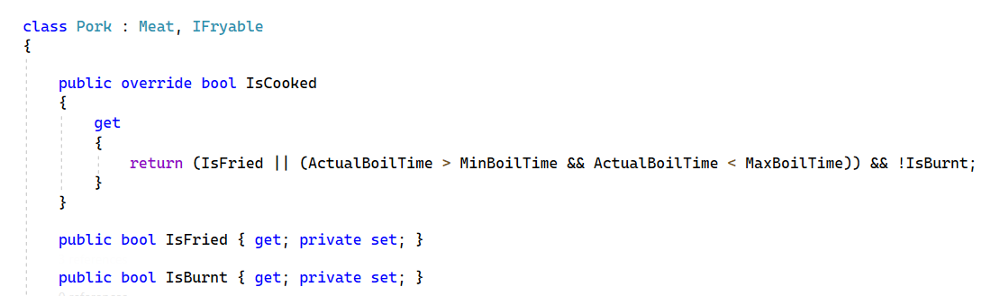 class Pork : Meat, IFryable
{
public override bool IsCooked
{
get
{
return (IsFried || (ActualBoilTime > MinBoilTime && ActualBoilTime < MaxBoilTime)) && !IsBurnt;
}
}
public bool IsFried { get; private set; }
public bool IsBurnt { get; private set; }